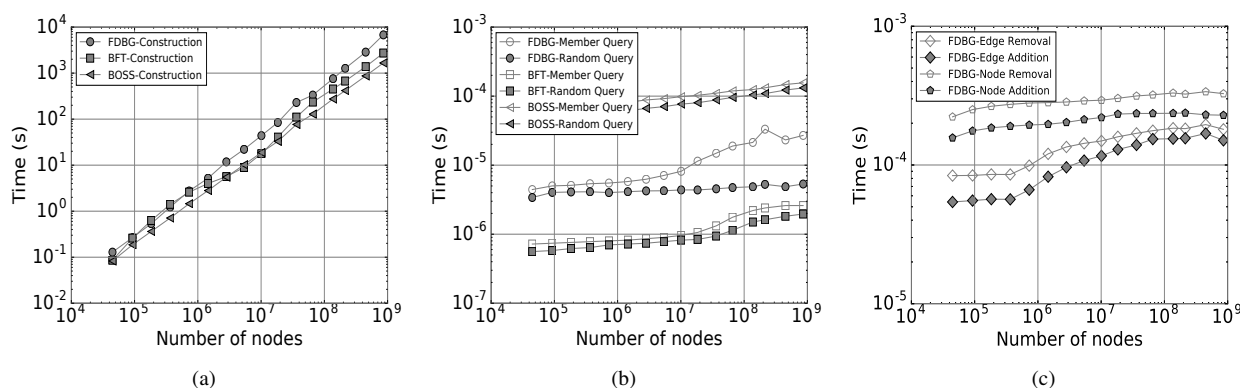 10^4
10^3
10^2
10^1
10^0
10^-1
10^-2
Time (s)
FDBG-Construction
BFT-Construction
BOSS-Construction
10^4 10^5 10^6 10^7 10^8 10^9
Number of nodes
(a)
10^-3
10^-4
10^-5
10^-6
10^-7
Time (s)
FDBG-Member Query
FDBG-Random Query
BFT-Member Query
BFT-Random Query
BOSS-Member Query
BOSS-Random Query
10^4 10^5 10^6 10^7 10^8 10^9
Number of nodes
(b)
10^-3
10^-4
10^-5
Time (s)
FDBG-Edge Removal
FDBG-Edge Addition
FDBG-Node Removal
FDBG-Node Addition
10^4 10^5 10^6 10^7 10^8 10^9
Number of nodes
(c)